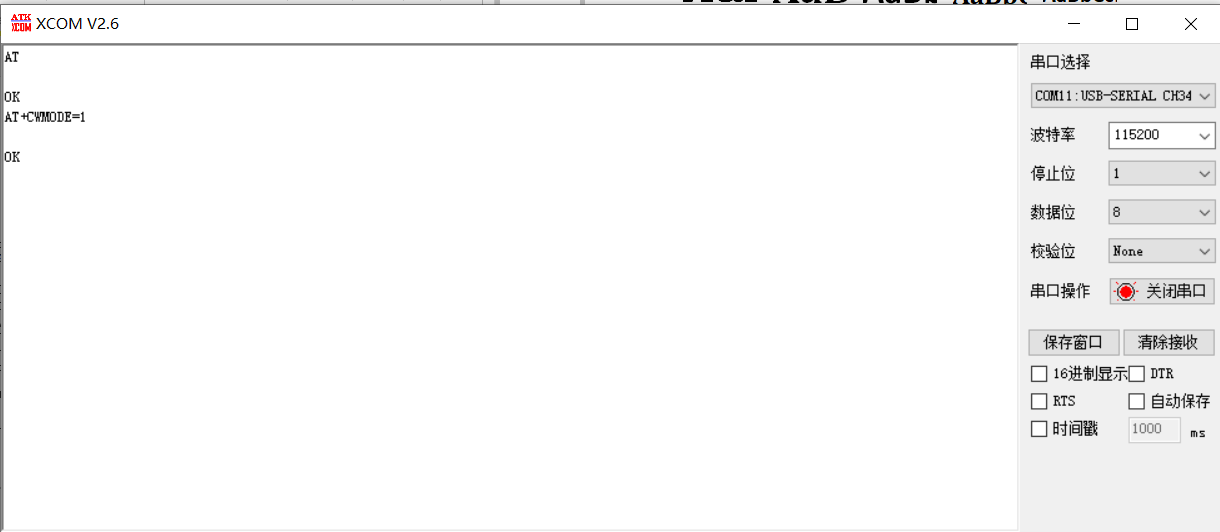 ATK
XCOM
XCOM V2.6
AT
OK
AT+CWMODE=1
OK
串口选择
COM11:USB-SERIAL CH34
波特率
115200
停止位
1
数据位
8
校验位
None
串口操作
关闭串口
保存窗口
清除接收
16进制显示
DTR
RTS
自动保存
时间戳
1000
ms